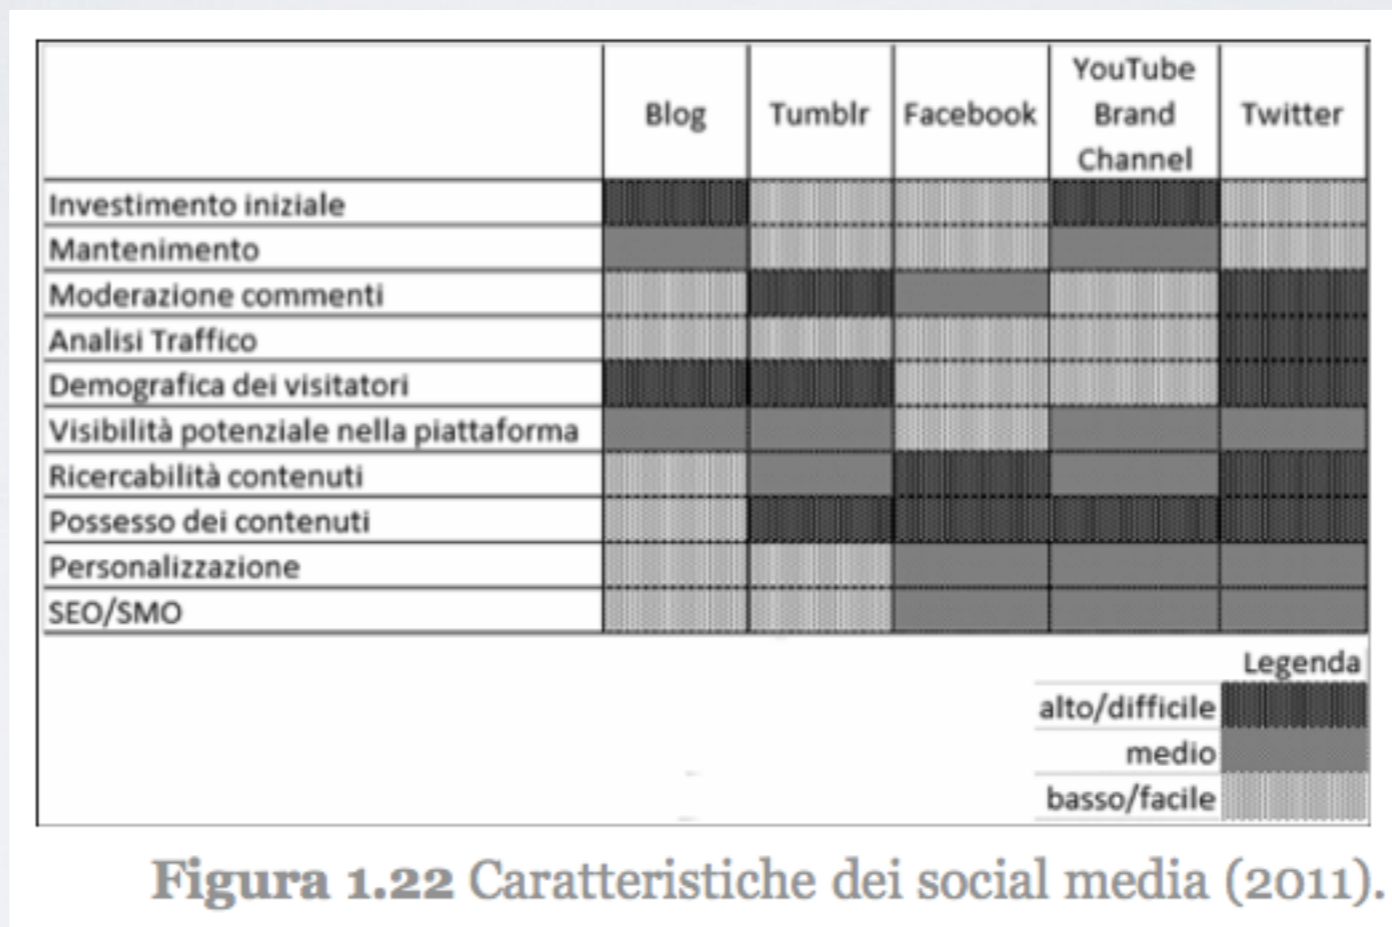 Blog Tumblr Facebook YouTube Brand Channel Twitter
Investimento iniziale
Mantenimento
Moderazione commenti
Analisi Traffico
Demografica dei visitatori
Visibilità potenziale nella piattaforma
Ricercabilità contenuti
Possesso dei contenuti
Personalizzazione
SEO/SMO
Legenda
alto/difficile
medio
basso/facile
Figura 1.22 Caratteristiche dei social media (2011).